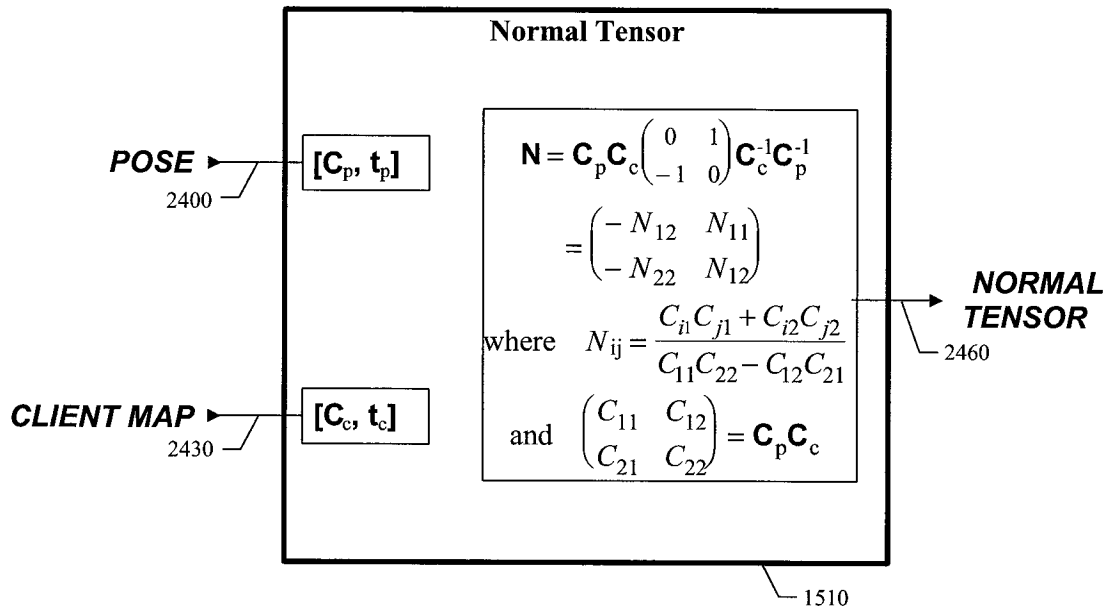 Normal Tensor
POSE
2400
[C_p, t_p]
CLIENT MAP
2430
[C_c, t_c]
N = C_p C_c ( 0 1 ; −1 0 ) C_c^-1 C_p^-1
= ( − N_12 N_11 ; − N_22 N_12 )
where N_ij = (C_i1 C_j1 + C_i2 C_j2) / (C_11 C_22 − C_12 C_21)
and ( C_11 C_12 ; C_21 C_22 ) = C_p C_c
NORMAL
TENSOR
2460
1510